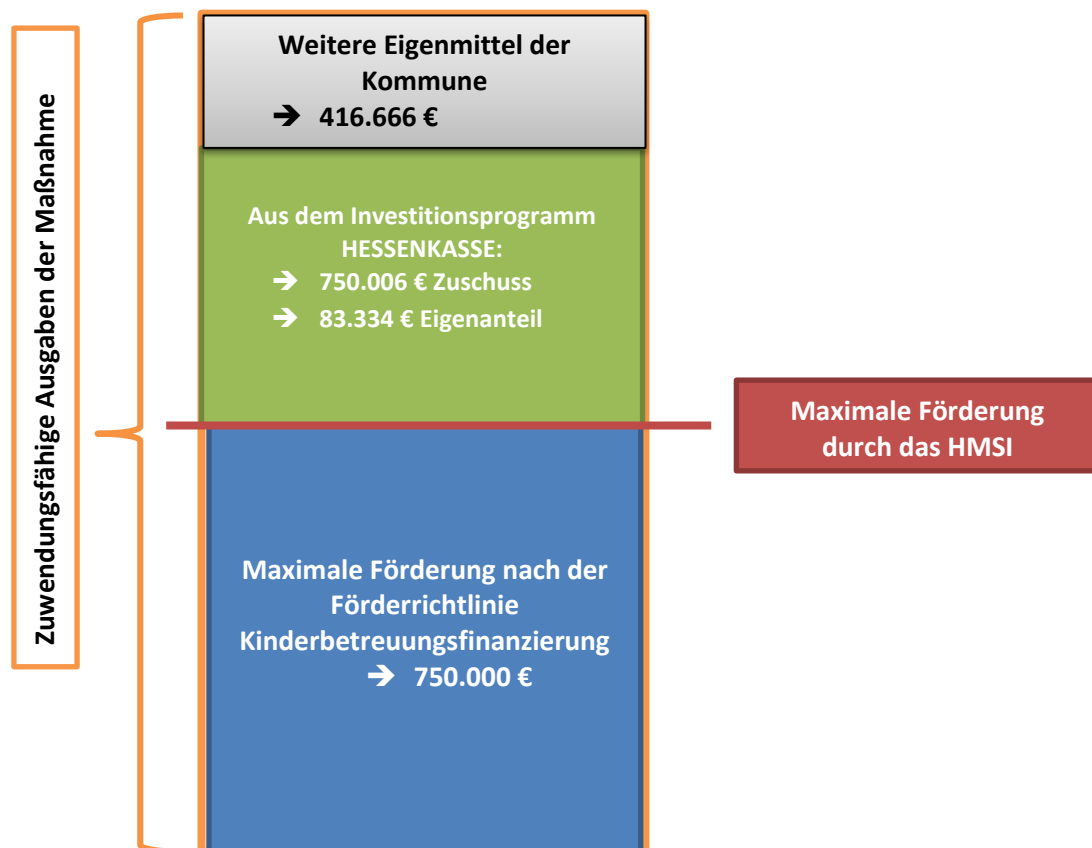 Zuwendungsfähige Ausgaben der Maßnahme
Weitere Eigenmittel der
Kommune
➔ 416.666 €
Aus dem Investitionsprogramm
HESSENKASSE:
➔ 750.006 € Zuschuss
➔ 83.334 € Eigenanteil
Maximale Förderung
durch das HMSI
Maximale Förderung nach der
Förderrichtlinie
Kinderbetreuungsfinanzierung
➔ 750.000 €